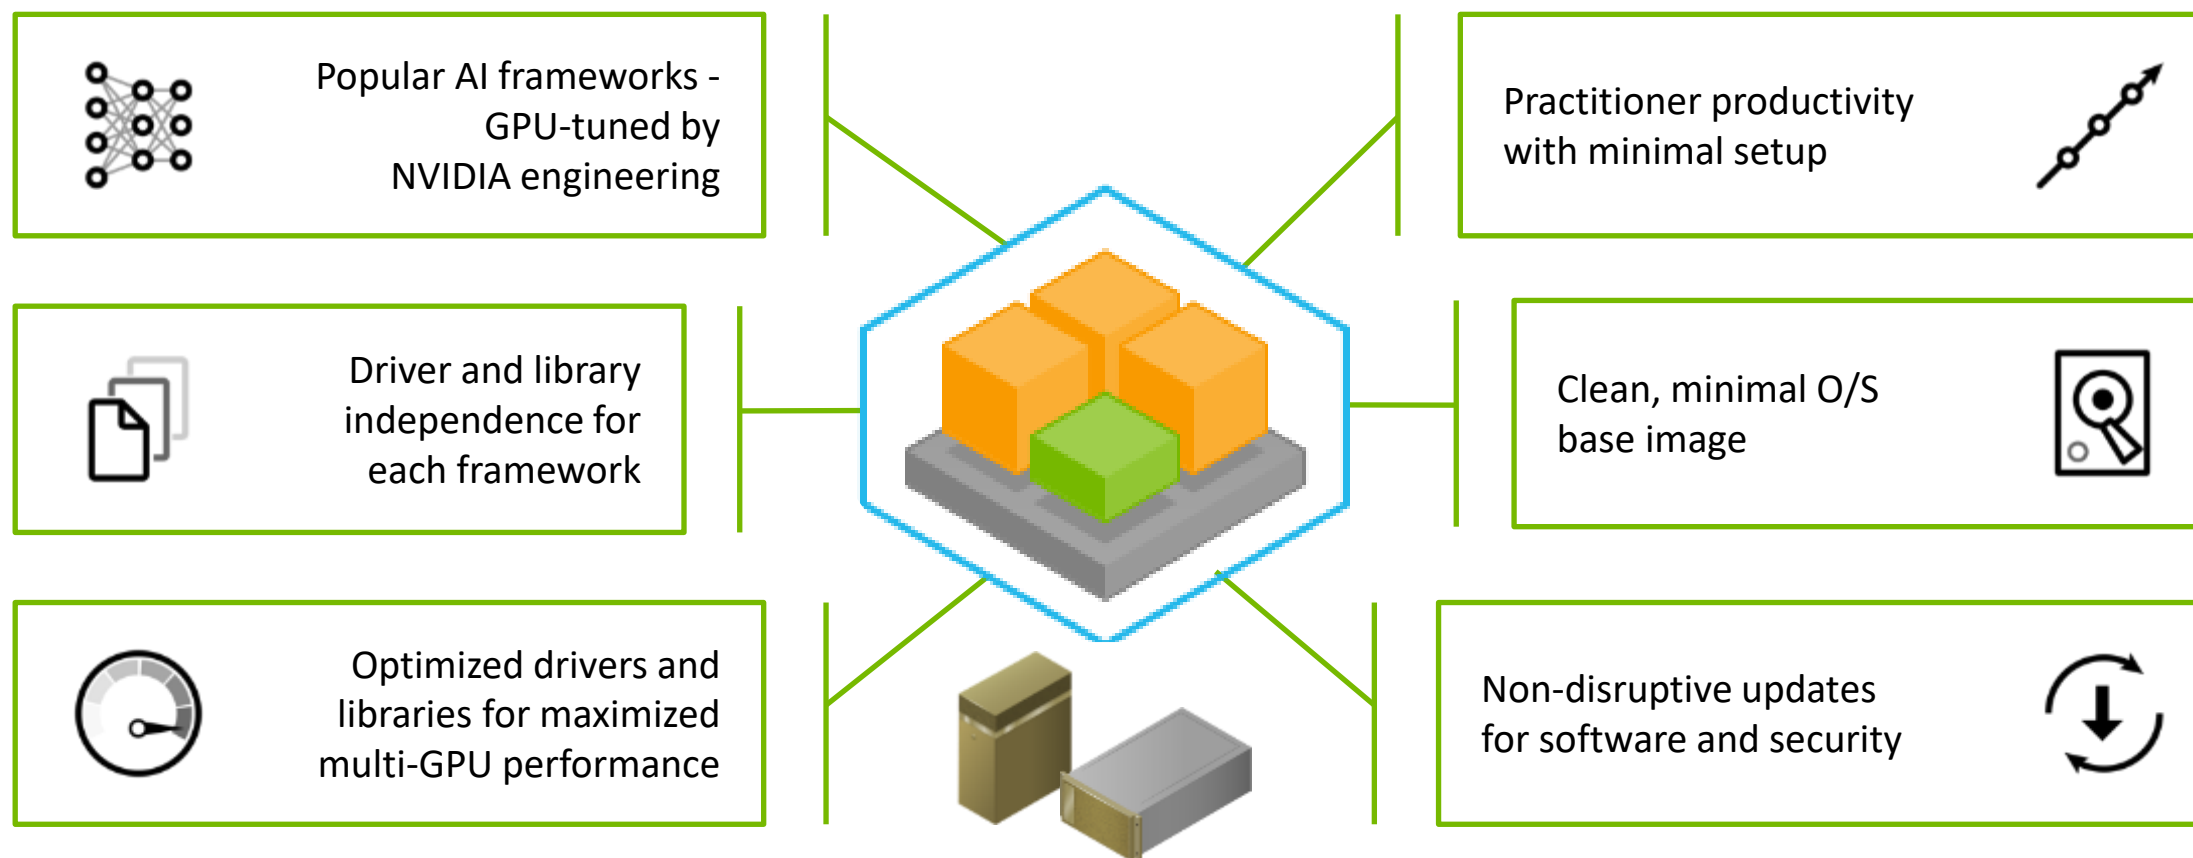 Popular AI frameworks -
GPU-tuned by
NVIDIA engineering
Practitioner productivity
with minimal setup
Driver and library
independence for
each framework
Clean, minimal O/S
base image
Optimized drivers and
libraries for maximized
multi-GPU performance
Non-disruptive updates
for software and security